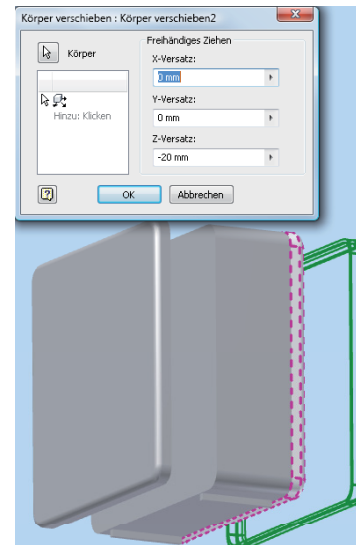 Körper verschieben : Körper verschieben2
Körper
Freihändiges Ziehen
X-Versatz:
0 mm
Hinzu: Klicken
Y-Versatz:
0 mm
Z-Versatz:
-20 mm
OK
Abbrechen